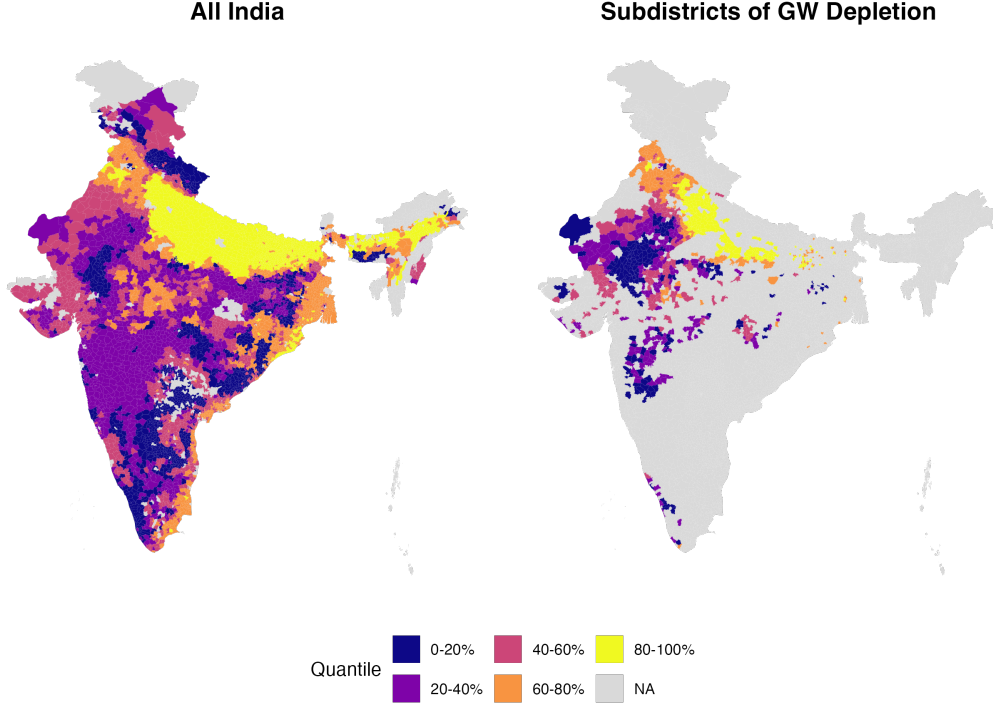 All India
Subdistricts of GW Depletion
Quantile
0-20%
40-60%
80-100%
20-40%
60-80%
NA